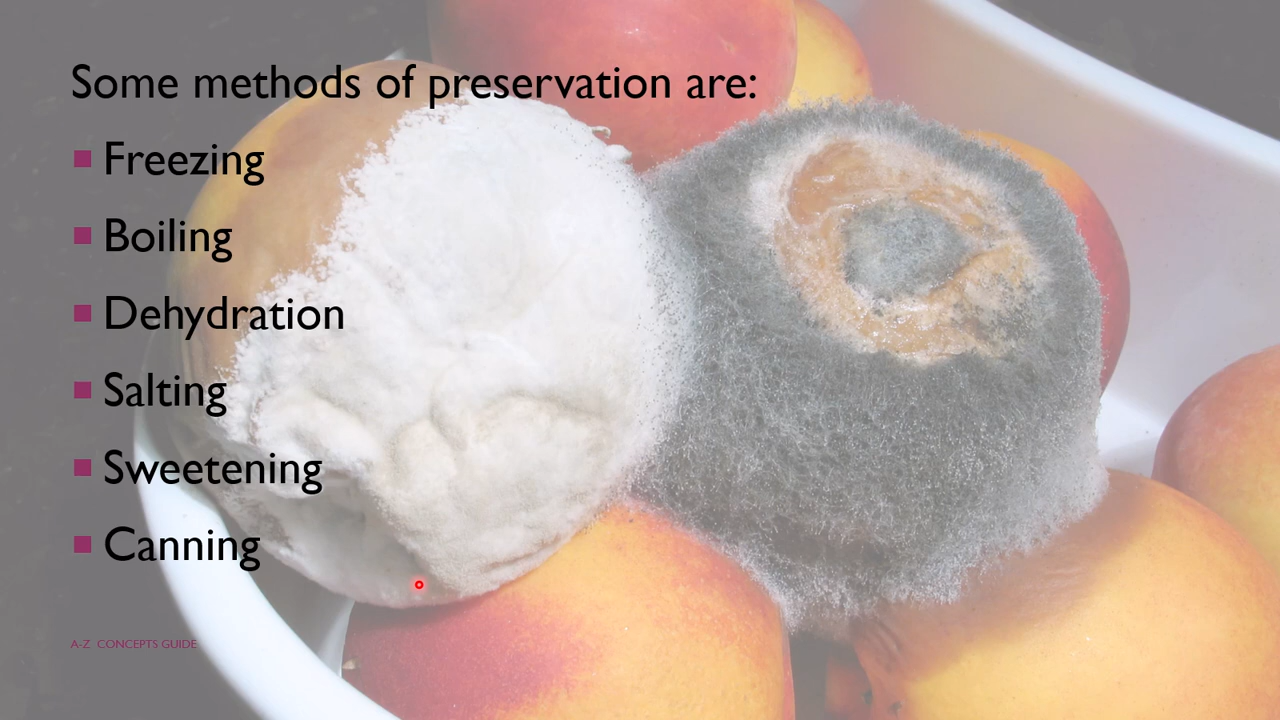 Some methods of preservation are:
Freezing
Boiling
Dehydration
Salting
Sweetening
Canning
A-Z CONCEPTS GUIDE